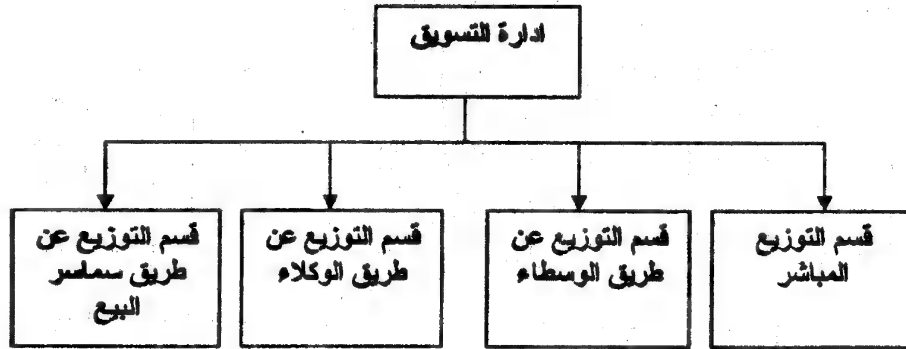 ادارة التسويق
قسم التوزيع
المباشر
قسم التوزيع عن
طريق الوسطاء
قسم التوزيع عن
طريق الوكلاء
قسم التوزيع عن
طريق سماسر
البيع